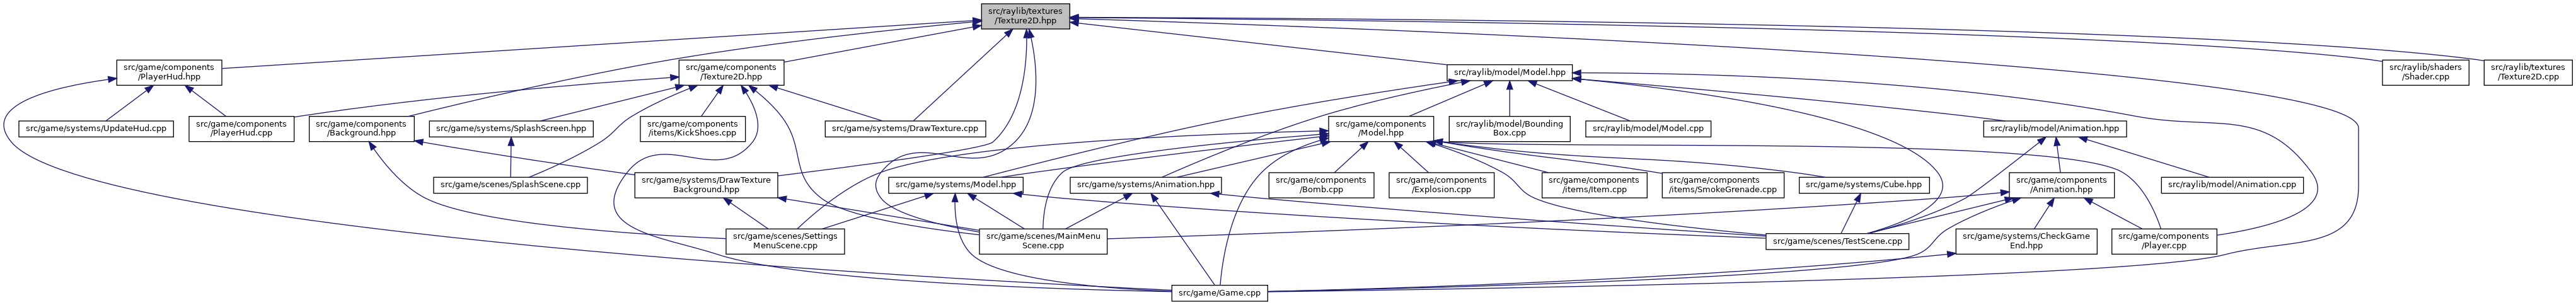 src/raylib/textures
/Texture2D.hpp
src/game/components
/PlayerHud.hpp
src/game/components
/Texture2D.hpp
src/raylib/model/Model.hpp
src/raylib/shaders
/Shader.cpp
src/raylib/textures
/Texture2D.cpp
src/game/systems/UpdateHud.cpp
src/game/components
/PlayerHud.cpp
src/game/components
/Background.hpp
src/game/systems/SplashScreen.hpp
src/game/components
/items/KickShoes.cpp
src/game/systems/DrawTexture.cpp
src/game/components
/Model.hpp
src/raylib/model/Bounding
Box.cpp
src/raylib/model/Model.cpp
src/raylib/model/Animation.hpp
src/game/scenes/SplashScene.cpp
src/game/systems/DrawTexture
Background.hpp
src/game/systems/Model.hpp
src/game/systems/Animation.hpp
src/game/components
/Bomb.cpp
src/game/components
/Explosion.cpp
src/game/components
/items/Item.cpp
src/game/components
/items/SmokeGrenade.cpp
src/game/systems/Cube.hpp
src/game/components
/Animation.hpp
src/raylib/model/Animation.cpp
src/game/scenes/Settings
MenuScene.cpp
src/game/scenes/MainMenu
Scene.cpp
src/game/scenes/TestScene.cpp
src/game/systems/CheckGame
End.hpp
src/game/components
/Player.cpp
src/game/Game.cpp